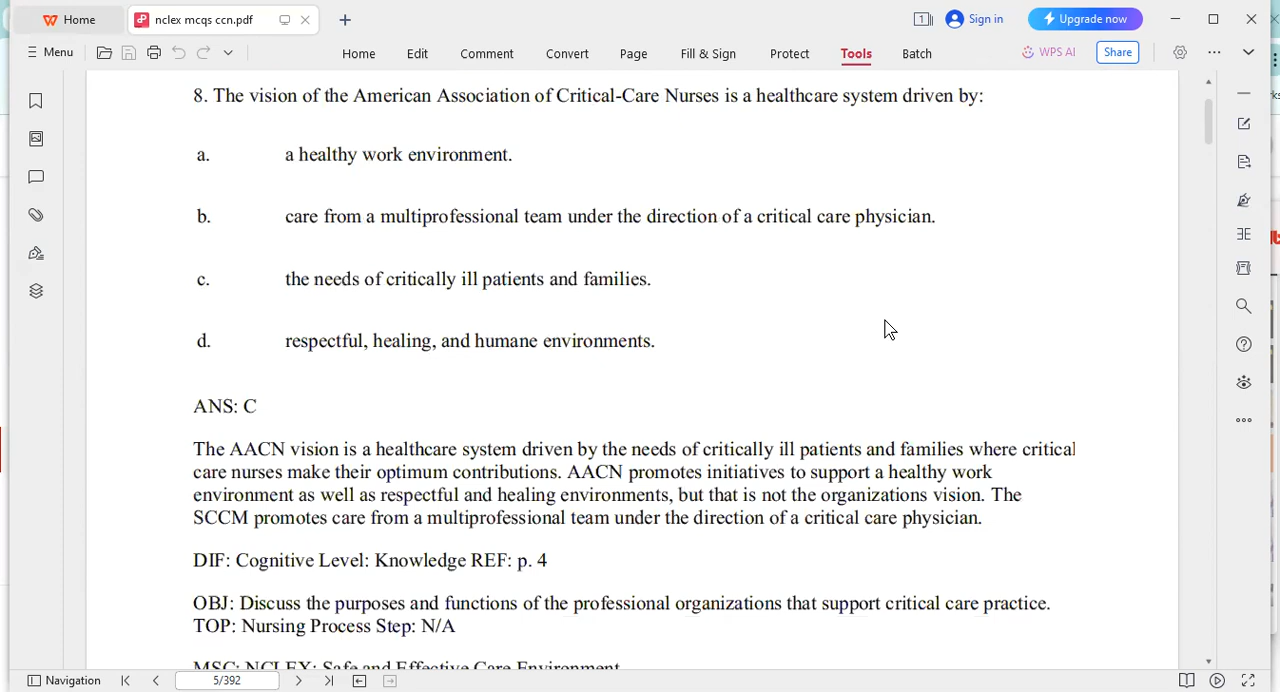 Home
nclex mcqs ccn.pdf
1
Sign in
Upgrade now
Menu
Home
Edit
Comment
Convert
Page
Fill & Sign
Protect
Tools
Batch
WPS AI
Share
8. The vision of the American Association of Critical-Care Nurses is a healthcare system driven by:
a. a healthy work environment.
b. care from a multiprofessional team under the direction of a critical care physician.
c. the needs of critically ill patients and families.
d. respectful, healing, and humane environments.
ANS: C
The AACN vision is a healthcare system driven by the needs of critically ill patients and families where critical
care nurses make their optimum contributions. AACN promotes initiatives to support a healthy work
environment as well as respectful and healing environments, but that is not the organizations vision. The
SCCM promotes care from a multiprofessional team under the direction of a critical care physician.
DIF: Cognitive Level: Knowledge REF: p. 4
OBJ: Discuss the purposes and functions of the professional organizations that support critical care practice.
TOP: Nursing Process Step: N/A
MSC: NCLEX: Safe and Effective Care Environment
Navigation
5/392